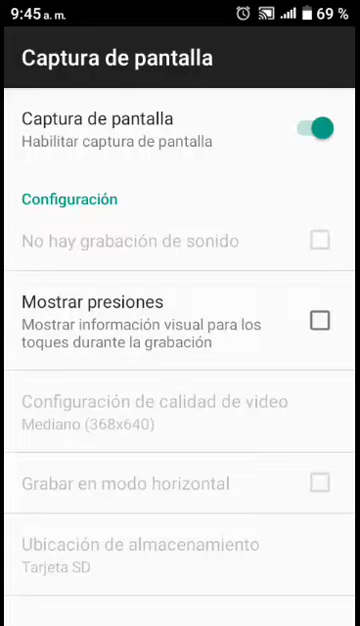 9:45 a. m. 69 %
Captura de pantalla
Captura de pantalla
Habilitar captura de pantalla
Configuración
No hay grabación de sonido
Mostrar presiones
Mostrar información visual para los
toques durante la grabación
Configuración de calidad de video
Mediano (368x640)
Grabar en modo horizontal
Ubicación de almacenamiento
Tarjeta SD